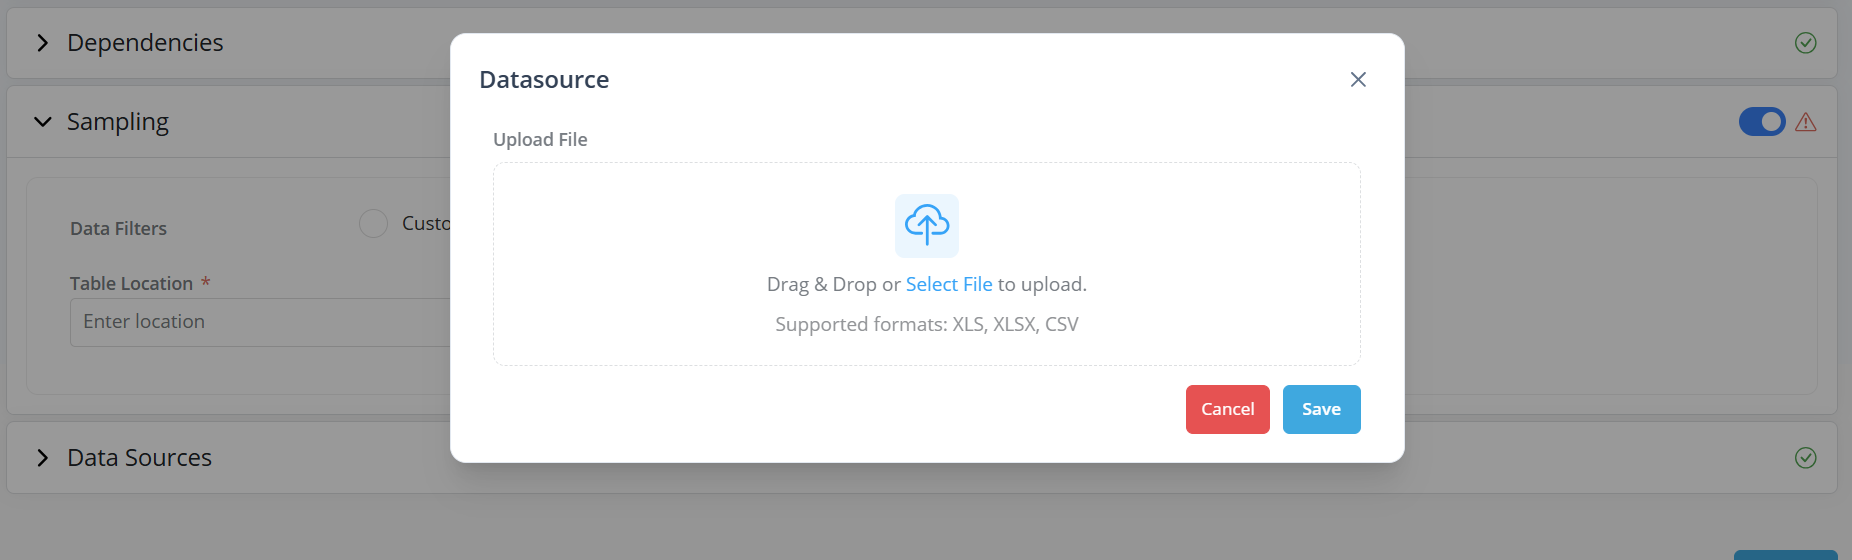 Dependencies
Datasource
Sampling
Upload File
Data Filters
Custo
Table Location *
Enter location
Drag & Drop or Select File to upload.
Supported formats: XLS, XLSX, CSV
Cancel
Save
Data Sources